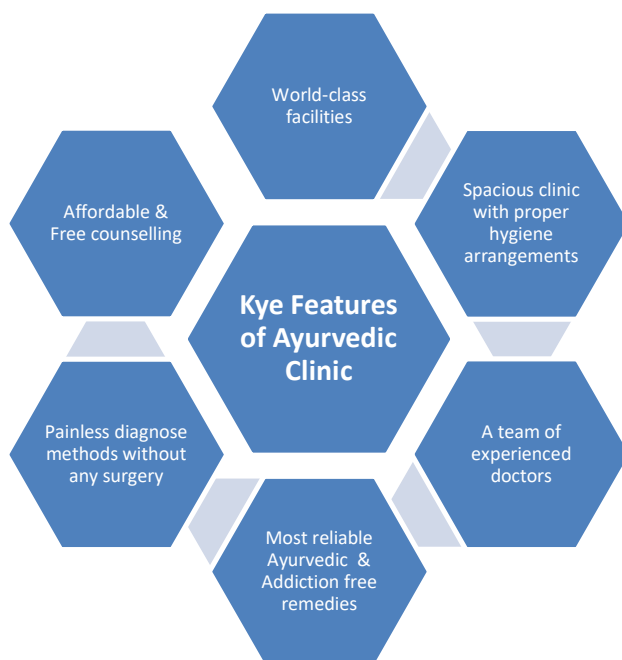 World-class
facilities
Spacious clinic
with proper
hygiene
arrangements
A team of
experienced
doctors
Most reliable
Ayurvedic  &
Addiction free
remedies
Painless diagnose
methods without
any surgery
Affordable &
Free counselling
Kye Features
of Ayurvedic
Clinic